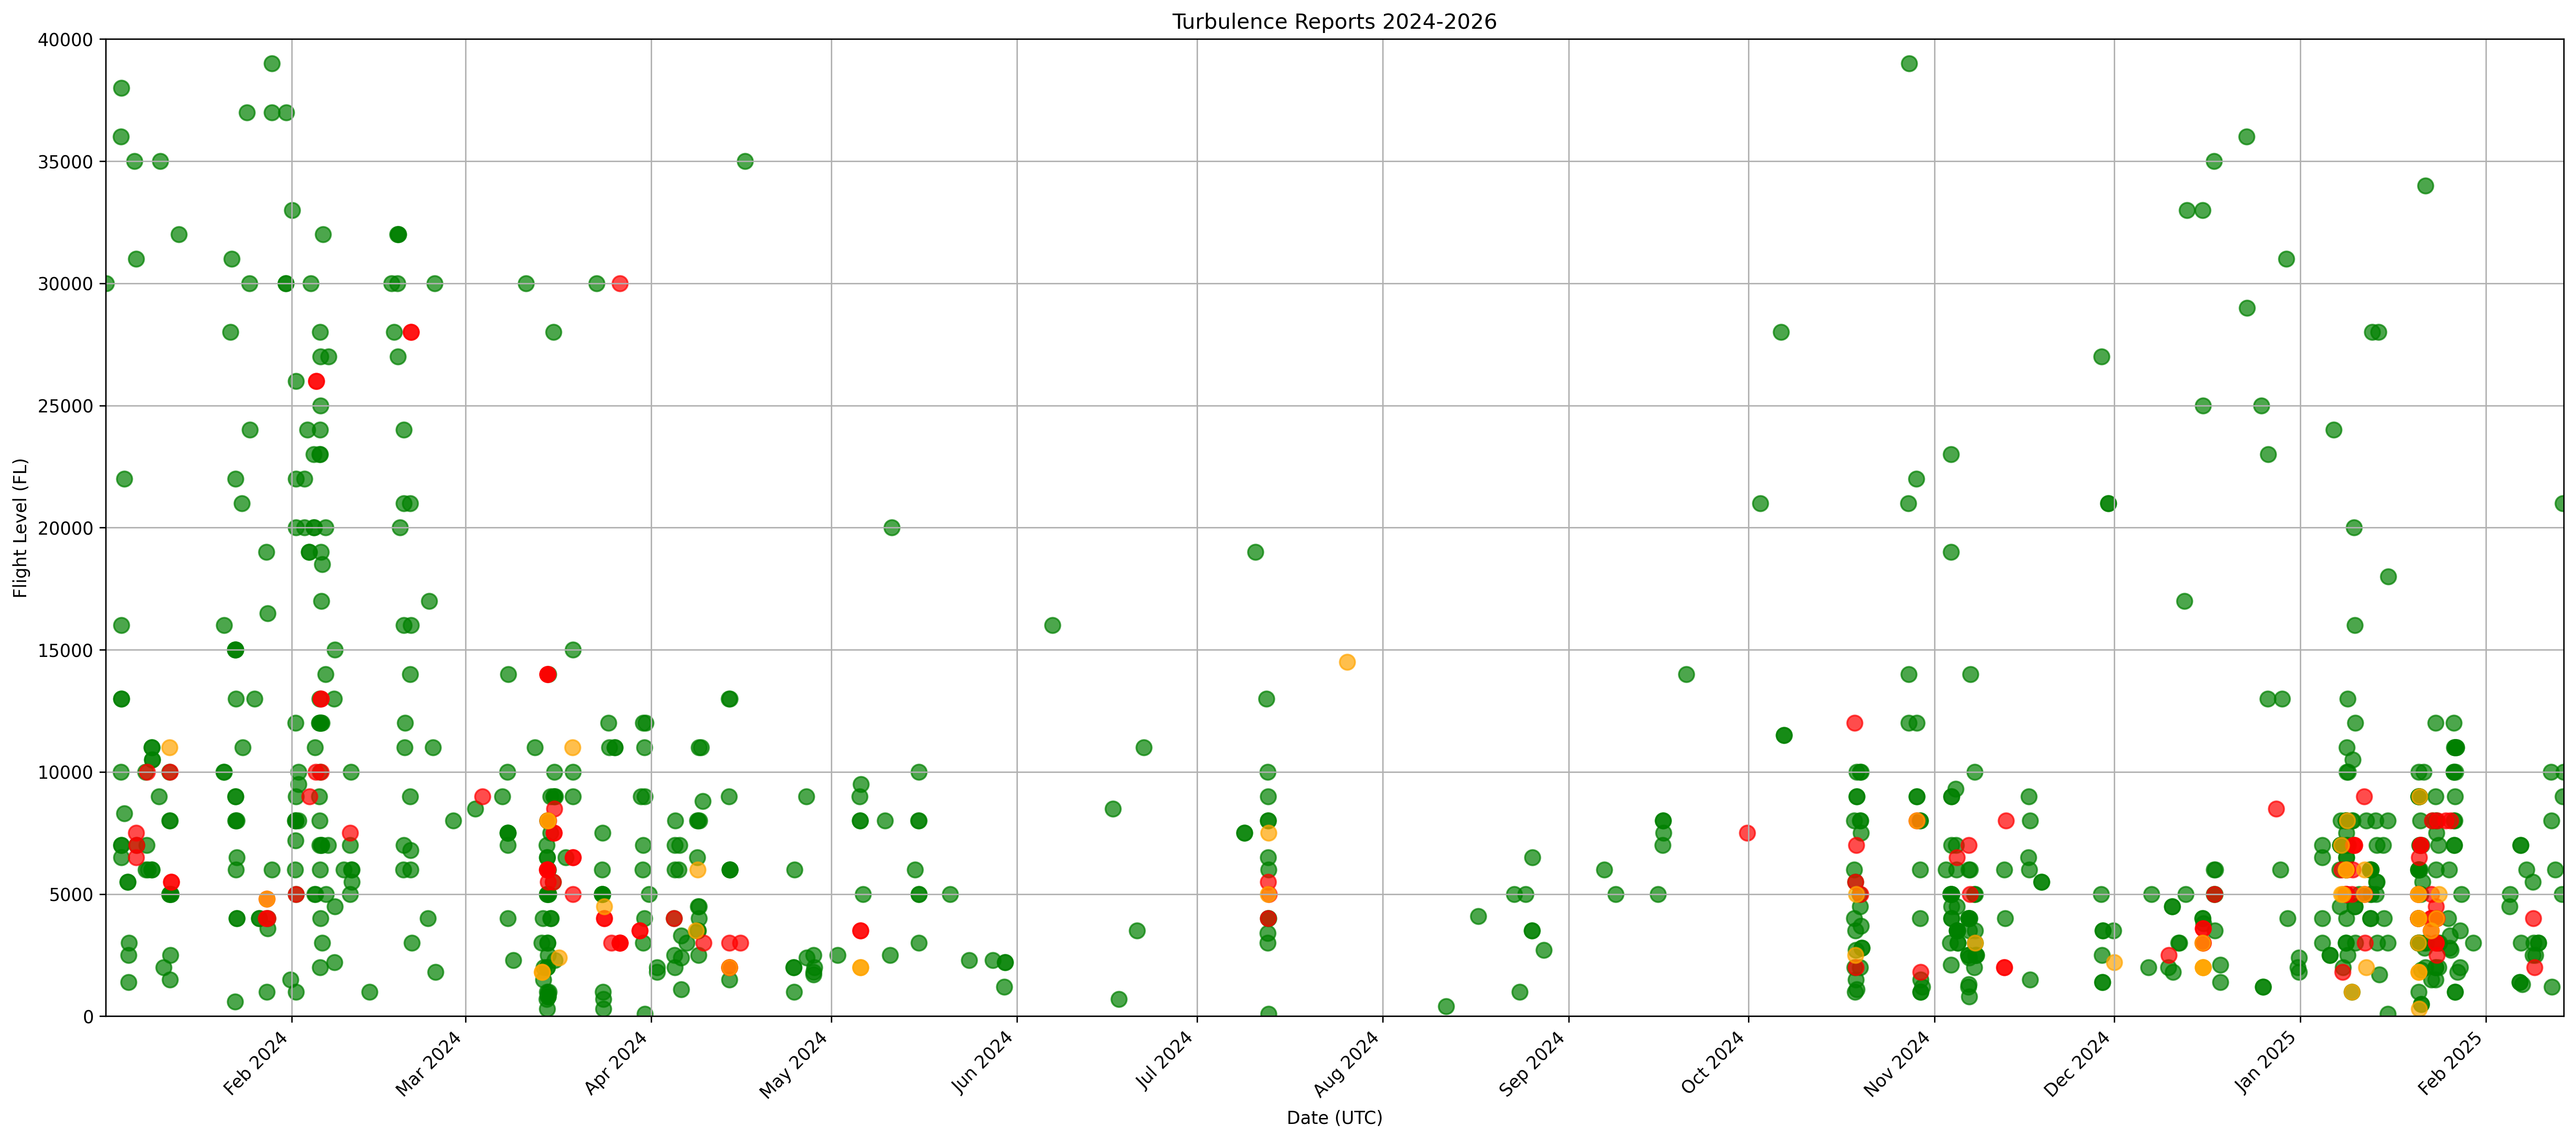 Turbulence Reports 2024-2026
Flight Level (FL)
40000
35000
30000
25000
20000
15000
10000
5000
0
Feb 2024
Mar 2024
Apr 2024
May 2024
Jun 2024
Jul 2024
Aug 2024
Sep 2024
Oct 2024
Nov 2024
Dec 2024
Jan 2025
Feb 2025
Date (UTC)